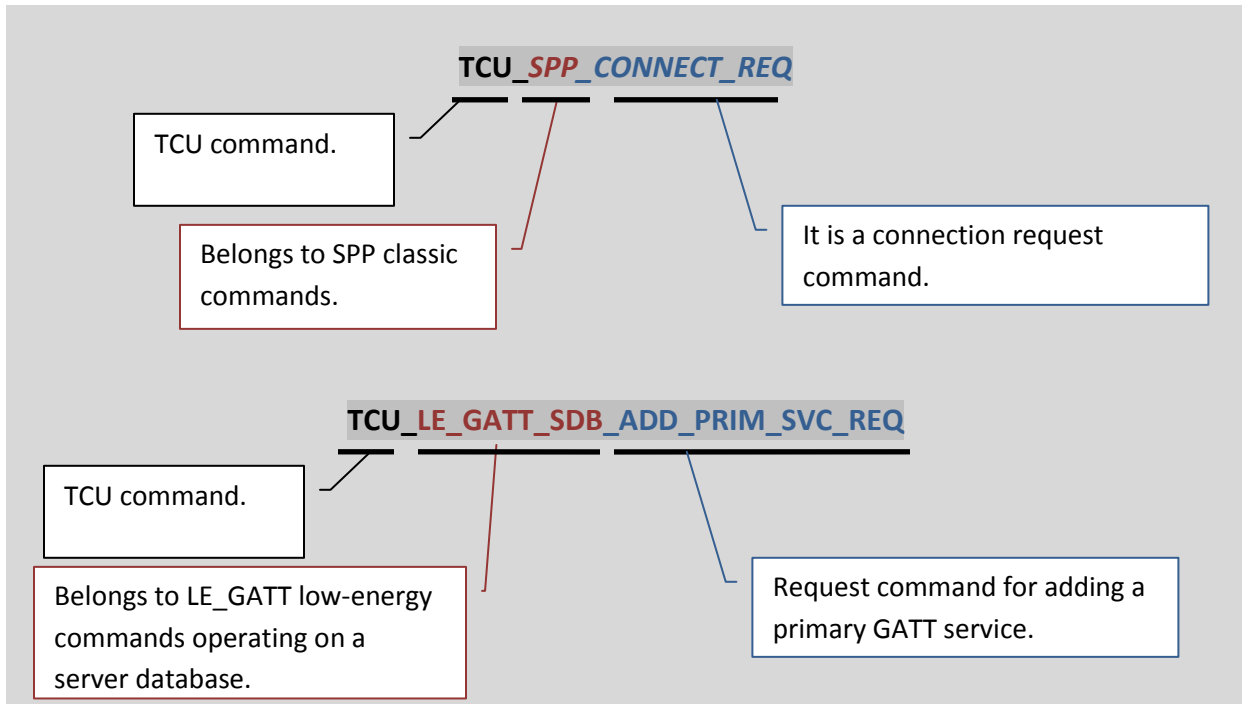 TCU_SPP_CONNECT_REQ
TCU command.
Belongs to SPP classic
commands.
It is a connection request
command.
TCU_LE_GATT_SDB_ADD_PRIM_SVC_REQ
TCU command.
Belongs to LE_GATT low-energy
commands operating on a
server database.
Request command for adding a
primary GATT service.